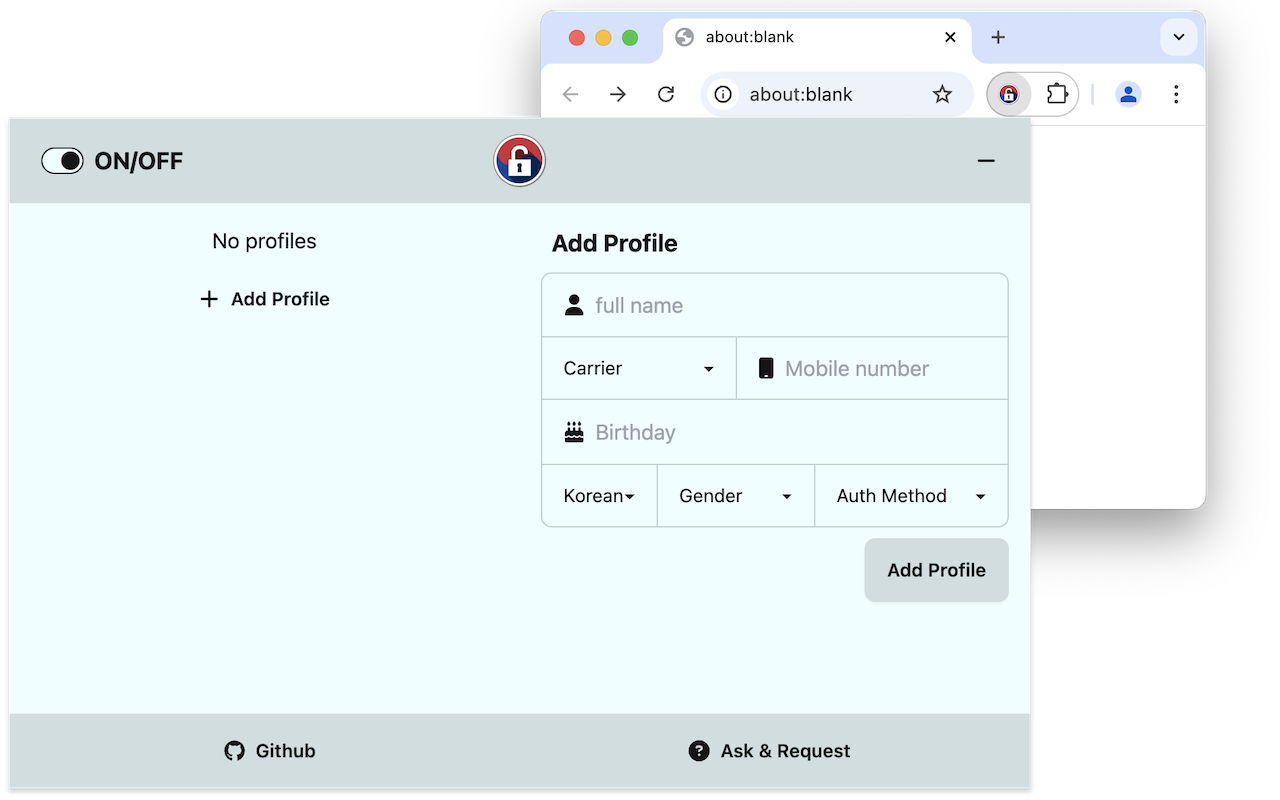 about:blank
about:blank
ON/OFF
No profiles
Add Profile
Add Profile
full name
Carrier
Mobile number
Birthday
Korean
Gender
Auth Method
Add Profile
Github
Ask & Request